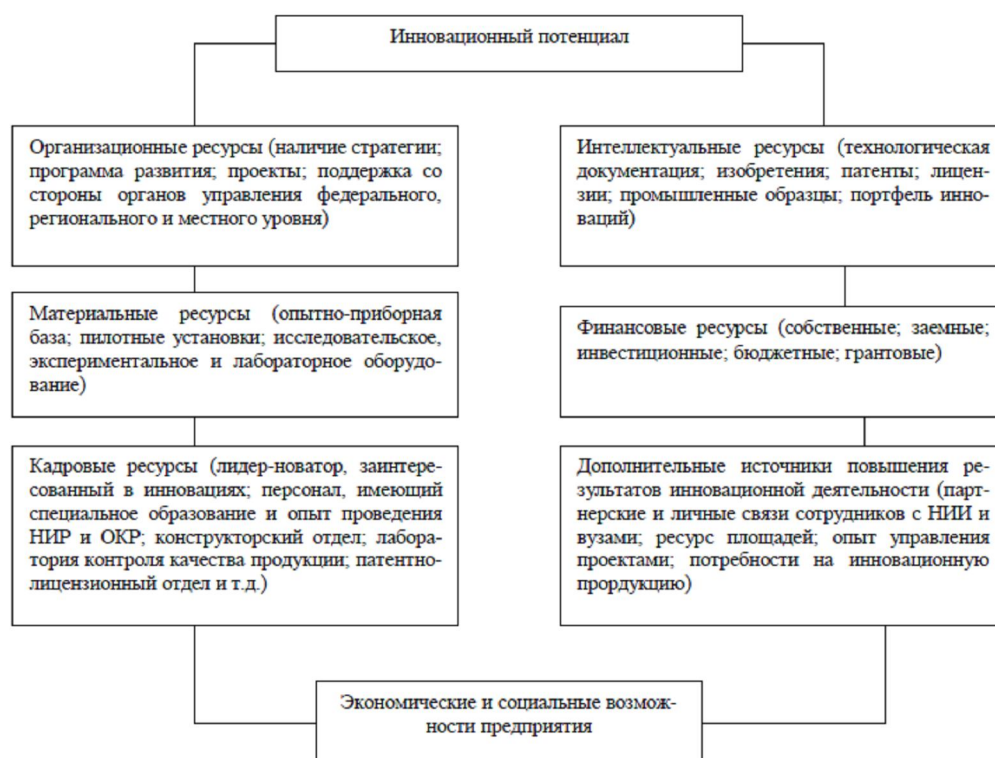 Инновационный потенциал
Организационные ресурсы (наличие стратегии;
программа развития; проекты; поддержка со
стороны органов управления федерального,
регионального и местного уровня)
Интеллектуальные ресурсы (технологическая
документация; изобретения; патенты; лицен-
зии; промышленные образцы; портфель инно-
ваций)
Материальные ресурсы (опытно-приборная
база; пилотные установки; исследовательское,
экспериментальное и лабораторное оборудо-
вание)
Финансовые ресурсы (собственные; заемные;
инвестиционные; бюджетные; грантовые)
Кадровые ресурсы (лидер-новатор, заинтере-
сованный в инновациях; персонал, имеющий
специальное образование и опыт проведения
НИР и ОКР; конструкторский отдел; лабора-
тория контроля качества продукции; патентно-
лицензионный отдел и т.д.)
Дополнительные источники повышения ре-
зультатов инновационной деятельности (парт-
нерские и личные связи сотрудников с НИИ и
вузами; ресурс площадей; опыт управления
проектами; потребности на инновационную
прордукцию)
Экономические и социальные возмож-
ности предприятия